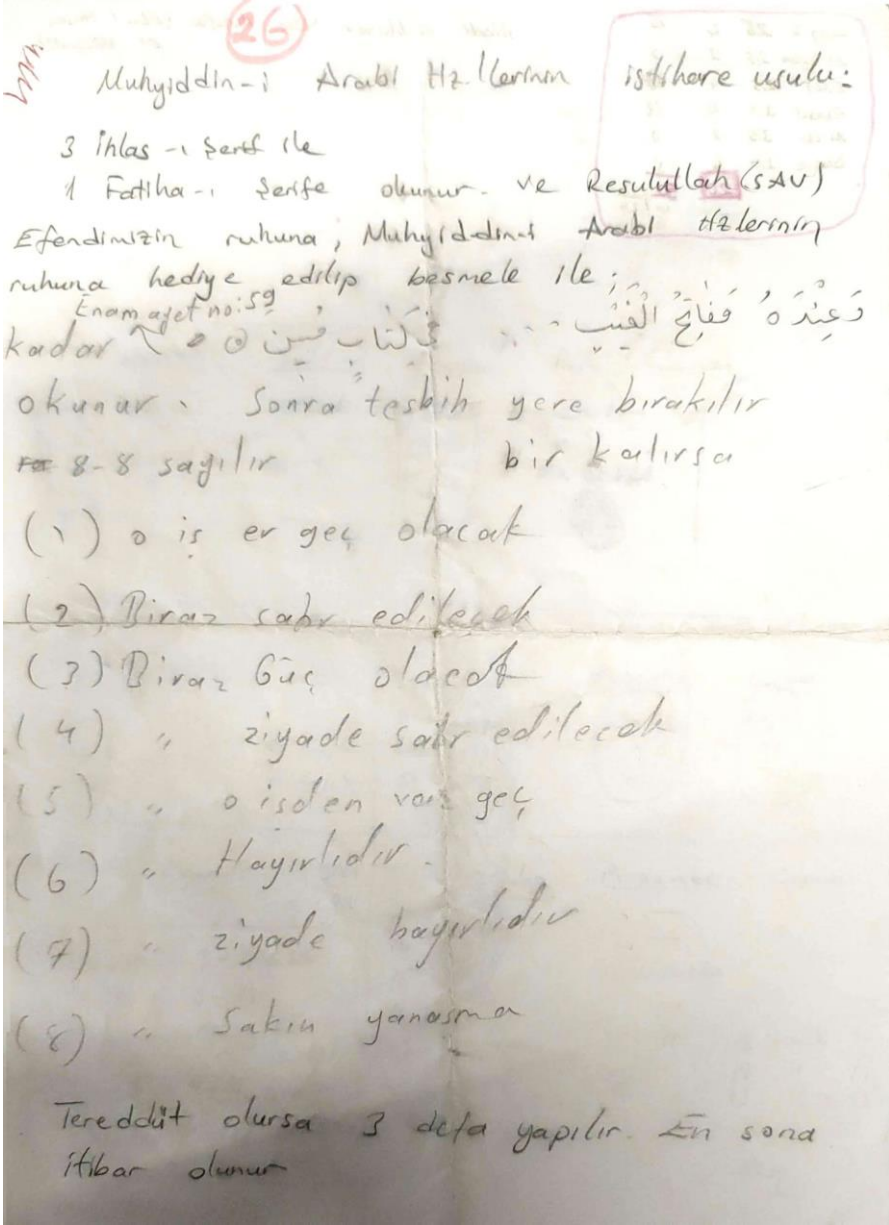 26
Muhyiddin-i Arabi Hz.lerinin istihare usulu:
3 ihlas-ı Şerif ile
1 Fatiha-ı Şerife okunur. ve Resulullah (SAV)
Efendimizin ruhuna, Muhyiddin-i Arabi Hzlerinin
ruhuna hediye edilip besmele ile;
Enam ayet no: 59
وَعِنْدَهُ مَفَاتِحُ الْغَيْبِ ... فِي كِتَابٍ مُبِينٍ
kadar
okunur. Sonra tesbih yere bırakılır
8-8 sayılır bir kalırsa
(1) o iş er geç olacak
(2) Biraz sabr edilecek
(3) Biraz Güç olacak
(4) " ziyade sabr edilecek
(5) " o işden vaz geç
(6) " Hayırlıdır.
(7) " ziyade hayırlıdır
(8) " Sakın yanaşma
Tereddüt olursa 3 defa yapılır. En sona
itibar olunur